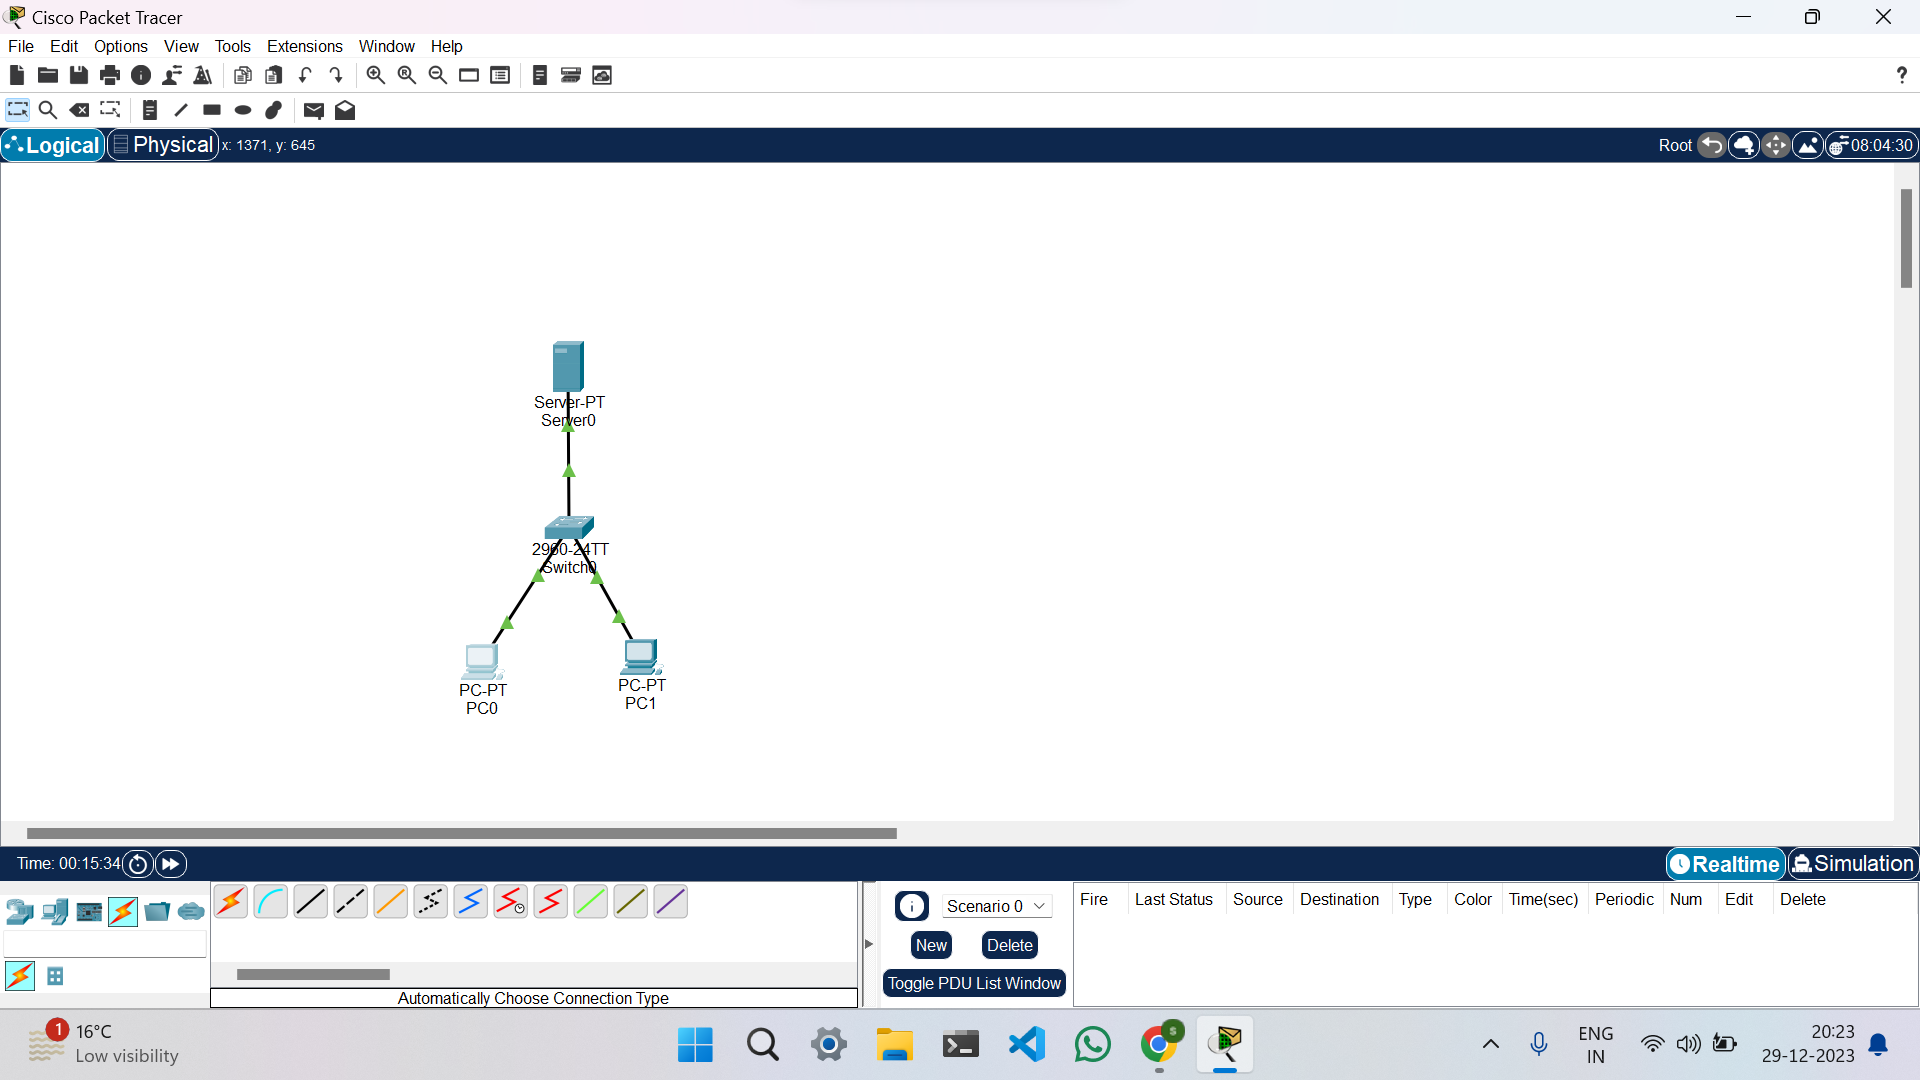 Cisco Packet Tracer
File Edit Options View Tools Extensions Window Help
?
Logical Physical x: 1371, y: 645 Root 08:04:30
Server-PT
Server0
2960-24TT
Switch0
PC-PT
PC0
PC-PT
PC1
Time: 00:15:34 Realtime Simulation
Scenario 0
New Delete
Toggle PDU List Window
Fire Last Status Source Destination Type Color Time(sec) Periodic Num Edit Delete
Automatically Choose Connection Type
1 16°C
Low visibility
S
ENG
IN
20:23
29-12-2023